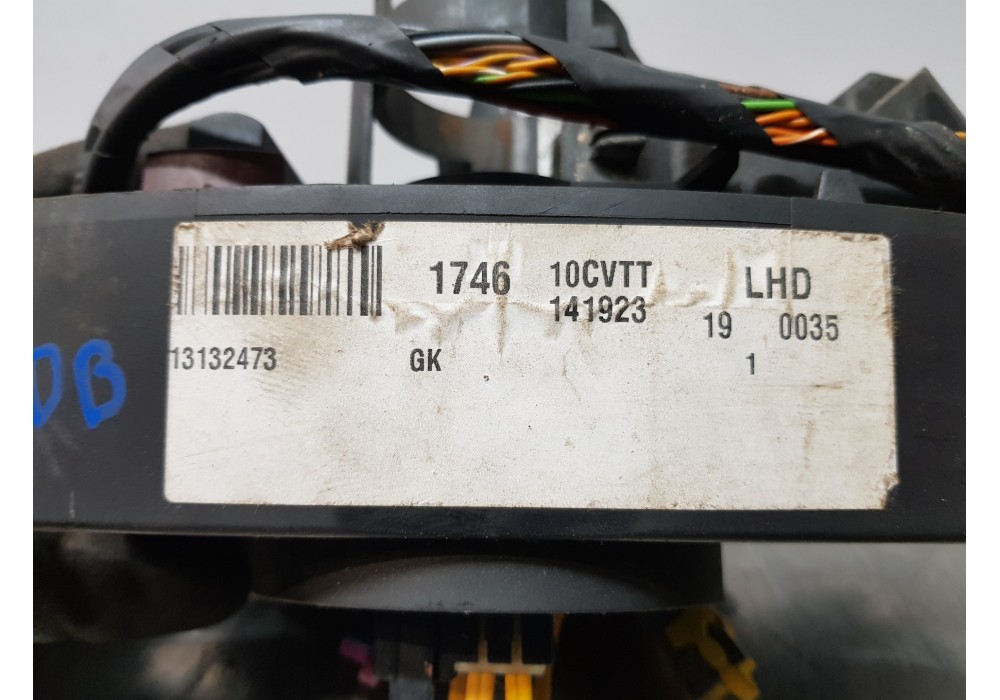 1746 10CVTT LHD
141923 19 0035
13132473 GK 1
DB